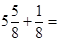 5 5/8 + 1/8 =